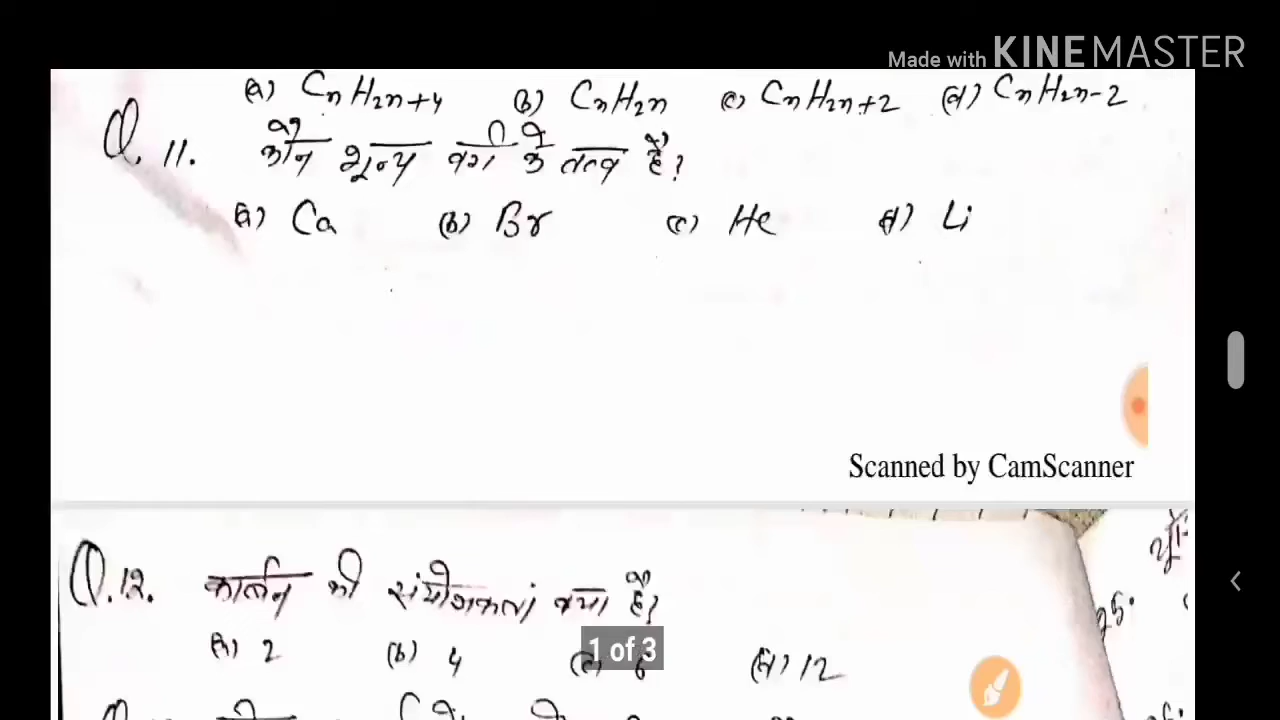 Made with KINEMASTER
(a) CnH2n+4 (b) CnH2n (c) CnH2n+2 (d) CnH2n-2
Q. 11. कौन शून्य वर्ग के तत्व है?
(a) Ca (b) Br (c) He (d) Li
Scanned by CamScanner
Q.12. कार्बन की संयोजकता क्या है?
(a) 2 (b) 4 (c) 6 (d) 12
1 of 3